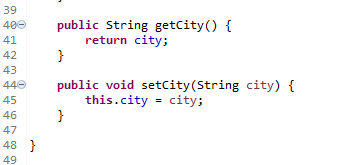 39
40 public String getCity() {
41 return city;
42 }
43
44 public void setCity(String city) {
45 this.city = city;
46 }
47
48 }
49